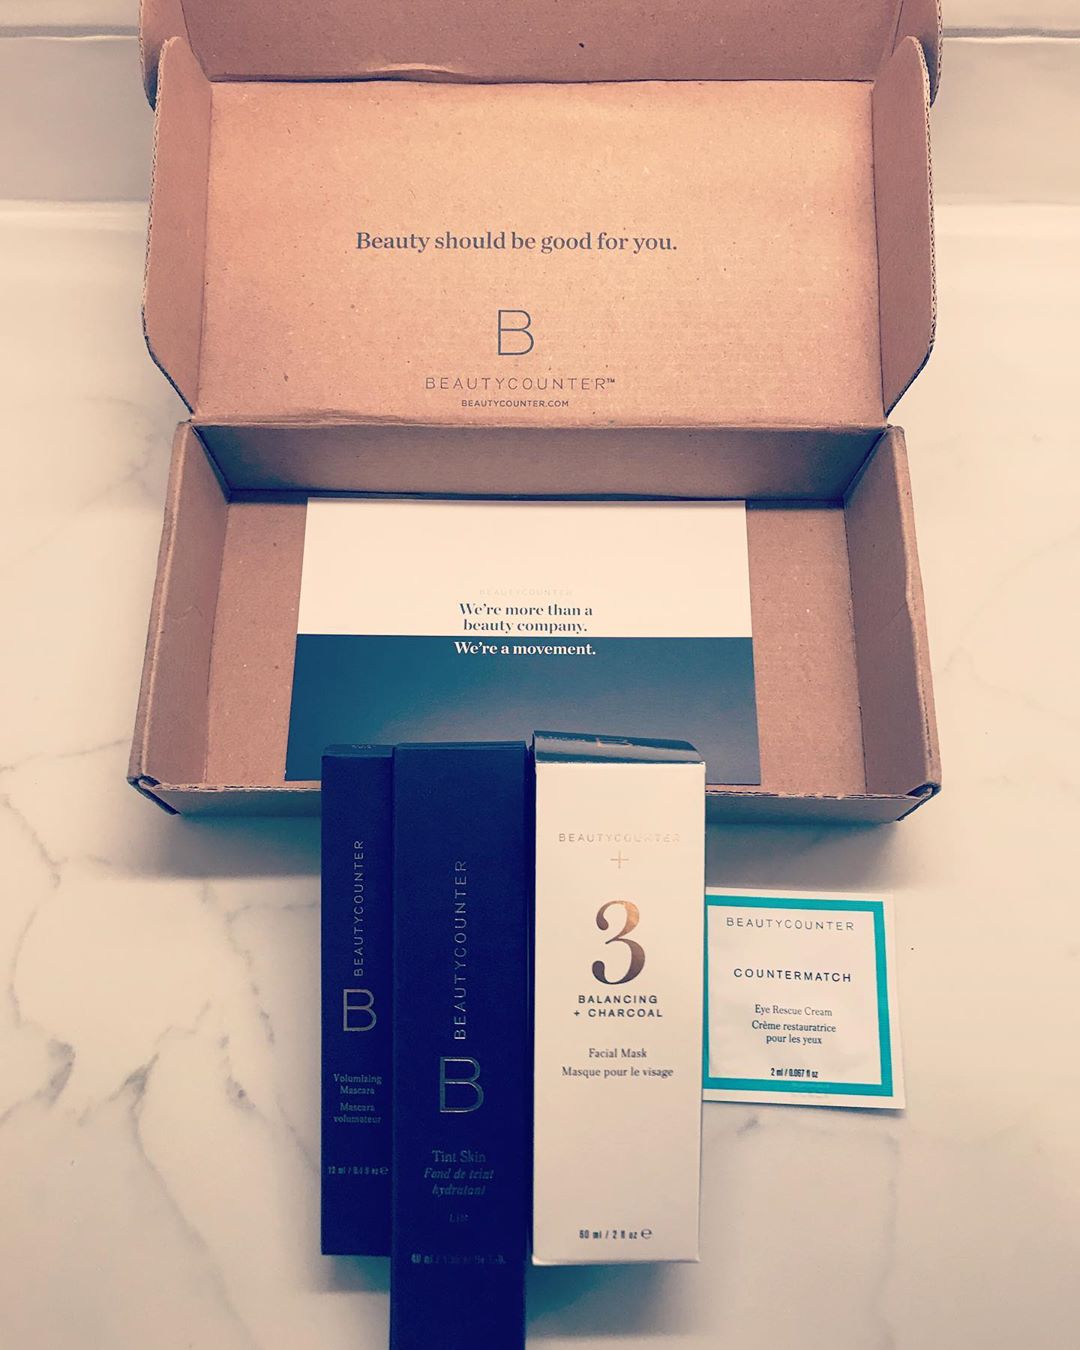 Beauty should be good for you.
B
BEAUTYCOUNTER™
BEAUTYCOUNTER.COM
BEAUTYCOUNTER
We're more than a
beauty company.
We're a movement.
B BEAUTYCOUNTER
Volumizing
Mascara
Mascara
volumateur
B BEAUTYCOUNTER
Tint Skin
Fond de teint
hydratant
BEAUTYCOUNTER
+
3
BALANCING
+ CHARCOAL
Facial Mask
Masque pour le visage
60 ml / 2 fl oz ℮
BEAUTYCOUNTER
COUNTERMATCH
Eye Rescue Cream
Crème restauratrice
pour les yeux
2 ml / 0.067 fl oz